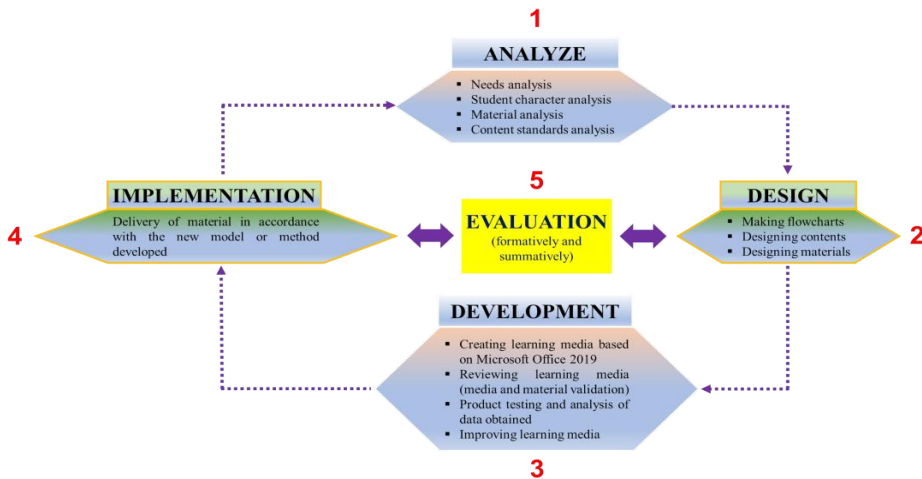 1
ANALYZE
▪ Needs analysis
▪ Student character analysis
▪ Material analysis
▪ Content standards analysis
IMPLEMENTATION
Delivery of material in accordance
with the new model or method
developed
4
5
EVALUATION
(formatively and
summatively)
DESIGN
▪ Making flowcharts
▪ Designing contents
▪ Designing materials
2
DEVELOPMENT
▪ Creating learning media based
on Microsoft Office 2019
▪ Reviewing learning media
(media and material validation)
▪ Product testing and analysis of
data obtained
▪ Improving learning media
3